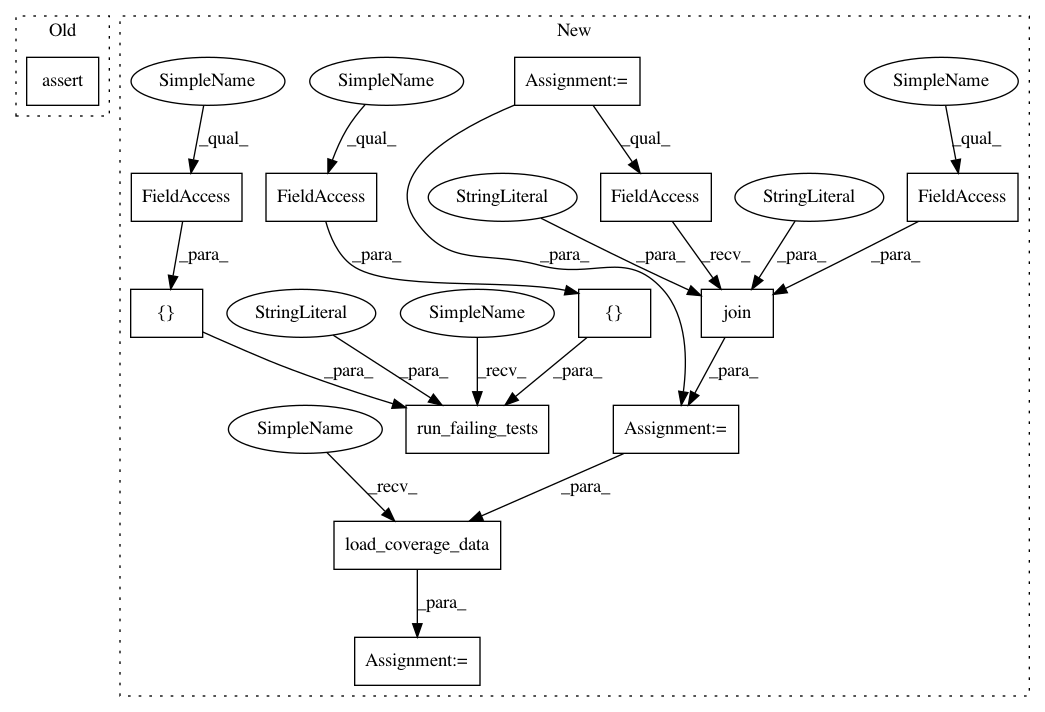 Old
New
assert
SimpleName
SimpleName
Assignment:=
SimpleName
_qual_
_qual_
_qual_
_qual_
FieldAccess
FieldAccess
StringLiteral
FieldAccess
StringLiteral
FieldAccess
_para_
_para_
_para_
_para_
_recv_
_para_
_para_
{}
StringLiteral
SimpleName
{}
join
_para_
_para_
_recv_
_para_
_para_
SimpleName
run_failing_tests
Assignment:=
_recv_
_para_
load_coverage_data
_para_
Assignment:=